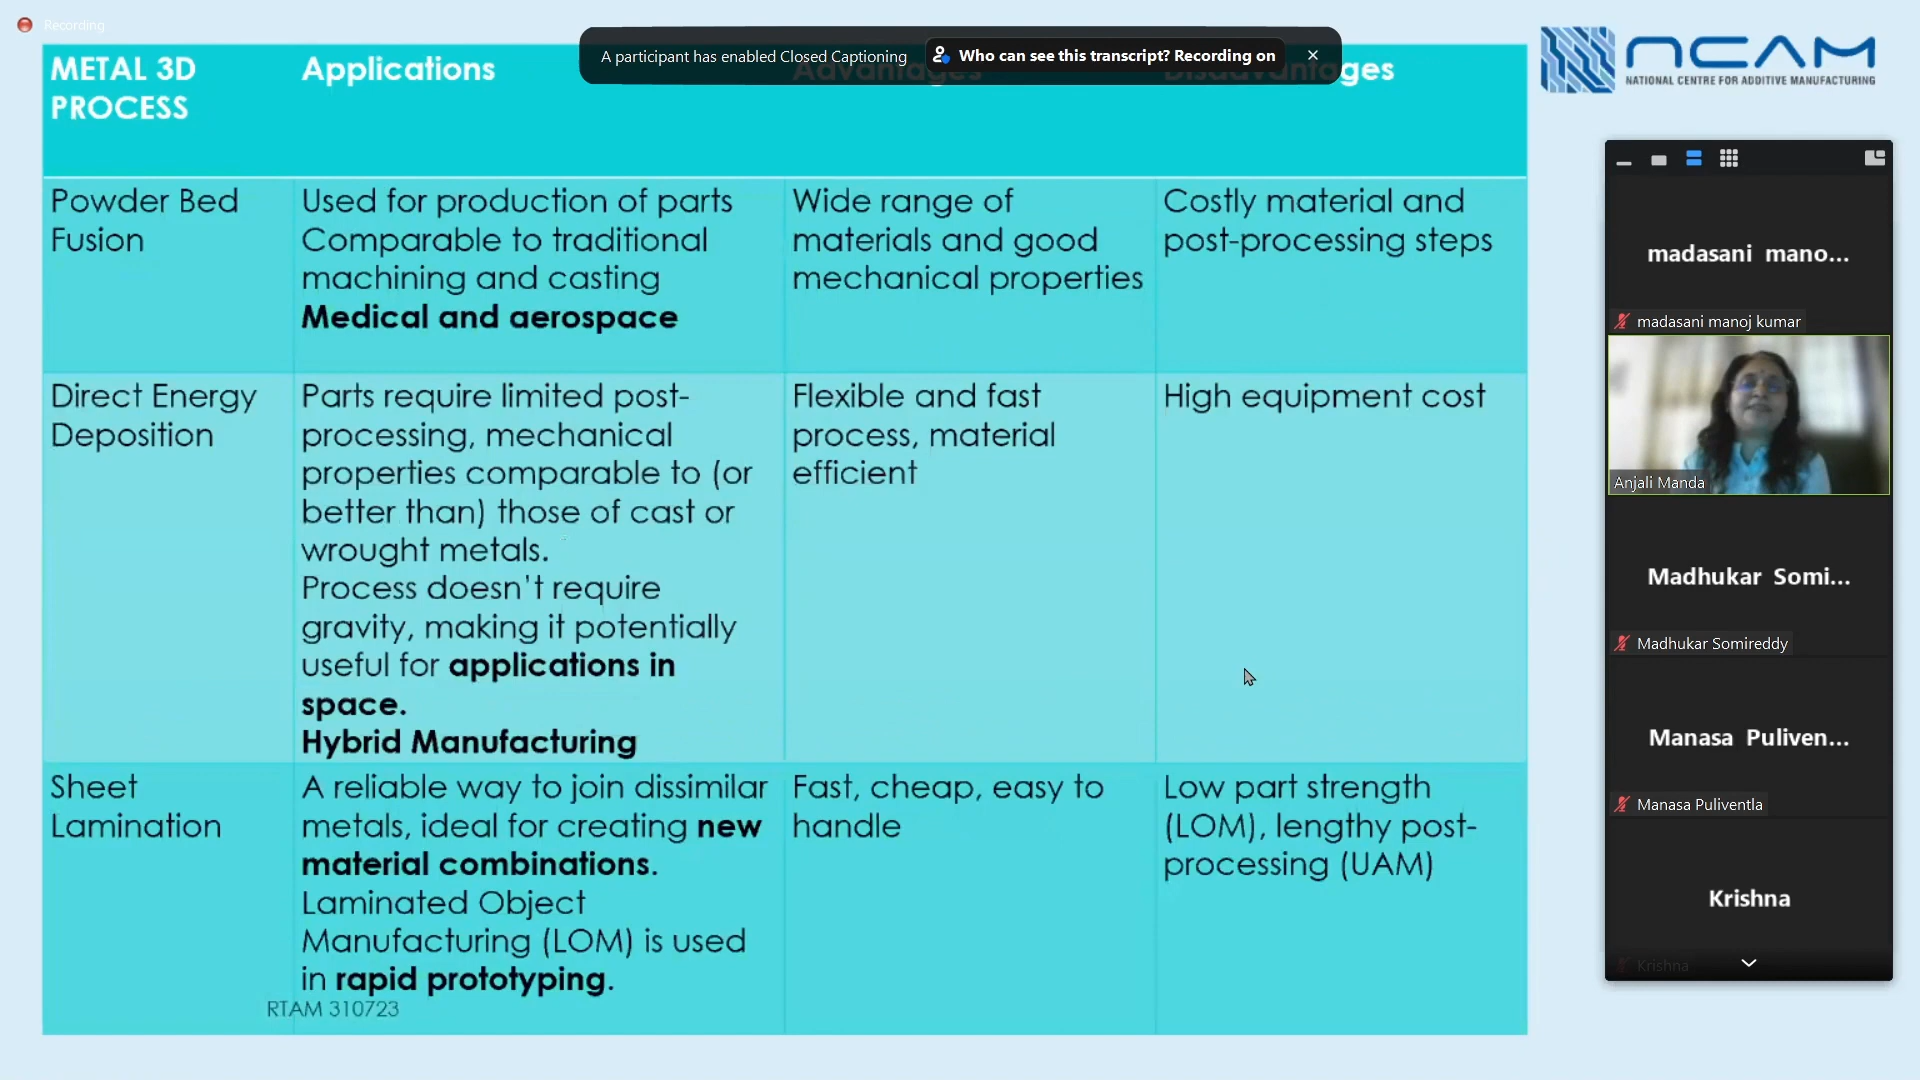 Recording
A participant has enabled Closed Captioning
Who can see this transcript? Recording on
METAL 3D
PROCESS
Applications
Advantages
Disadvantages
Powder Bed
Fusion
Used for production of parts
Comparable to traditional
machining and casting
Medical and aerospace
Wide range of
materials and good
mechanical properties
Costly material and
post-processing steps
Direct Energy
Deposition
Parts require limited post-
processing, mechanical
properties comparable to (or
better than) those of cast or
wrought metals.
Process doesn't require
gravity, making it potentially
useful for applications in
space.
Hybrid Manufacturing
Flexible and fast
process, material
efficient
High equipment cost
Sheet
Lamination
A reliable way to join dissimilar
metals, ideal for creating new
material combinations.
Laminated Object
Manufacturing (LOM) is used
in rapid prototyping.
Fast, cheap, easy to
handle
Low part strength
(LOM), lengthy post-
processing (UAM)
RTAM 310723
NCAM
NATIONAL CENTRE FOR ADDITIVE MANUFACTURING
madasani mano...
madasani manoj kumar
Anjali Manda
Madhukar Somi...
Madhukar Somireddy
Manasa Puliven...
Manasa Puliventla
Krishna
Krishna